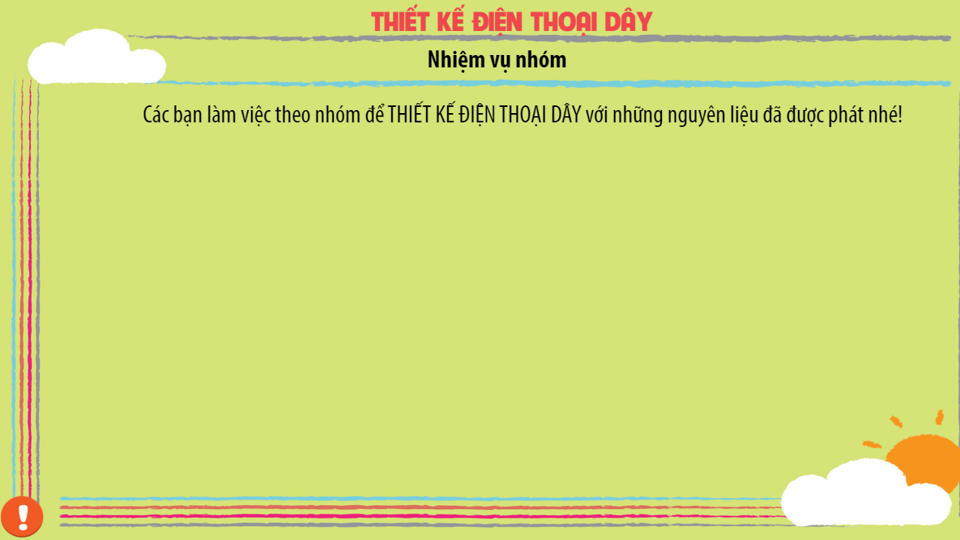 THIẾT KẾ ĐIỆN THOẠI DÂY
Nhiệm vụ nhóm
Các bạn làm việc theo nhóm để THIẾT KẾ ĐIỆN THOẠI DÂY với những nguyên liệu đã được phát nhé!
!